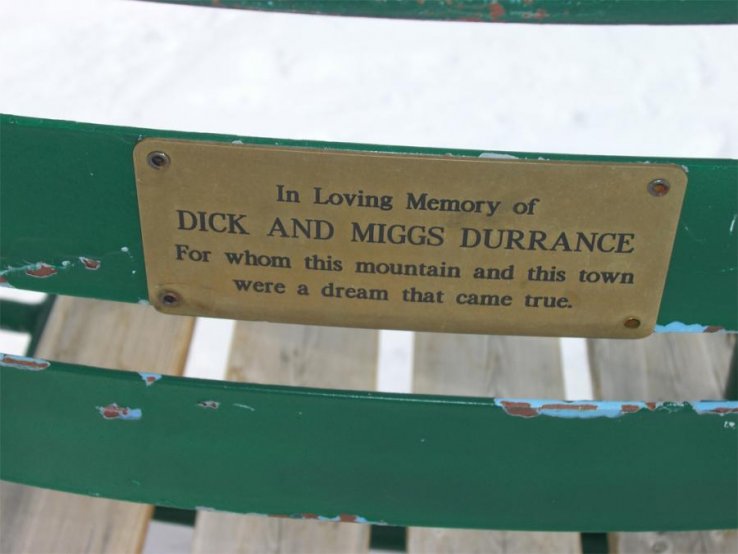 In Loving Memory of
DICK AND MIGGS DURRANCE
For whom this mountain and this town
were a dream that came true.